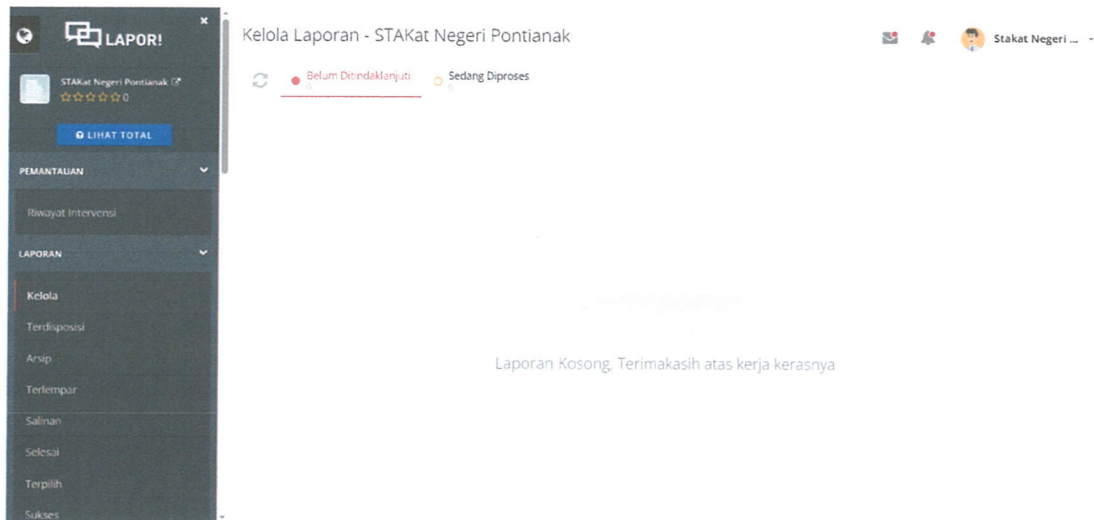 LAPOR!
STAKat Negeri Pontianak
0
LIHAT TOTAL
PEMANTAUAN
Riwayat Intervensi
LAPORAN
Kelola
Terdisposisi
Arsip
Terlempar
Salinan
Selesai
Terpilih
Sukses
Kelola Laporan - STAKat Negeri Pontianak
Stakat Negeri ...
Belum Ditindaklanjuti
0
Sedang Diproses
0
Laporan Kosong, Terimakasih atas kerja kerasnya